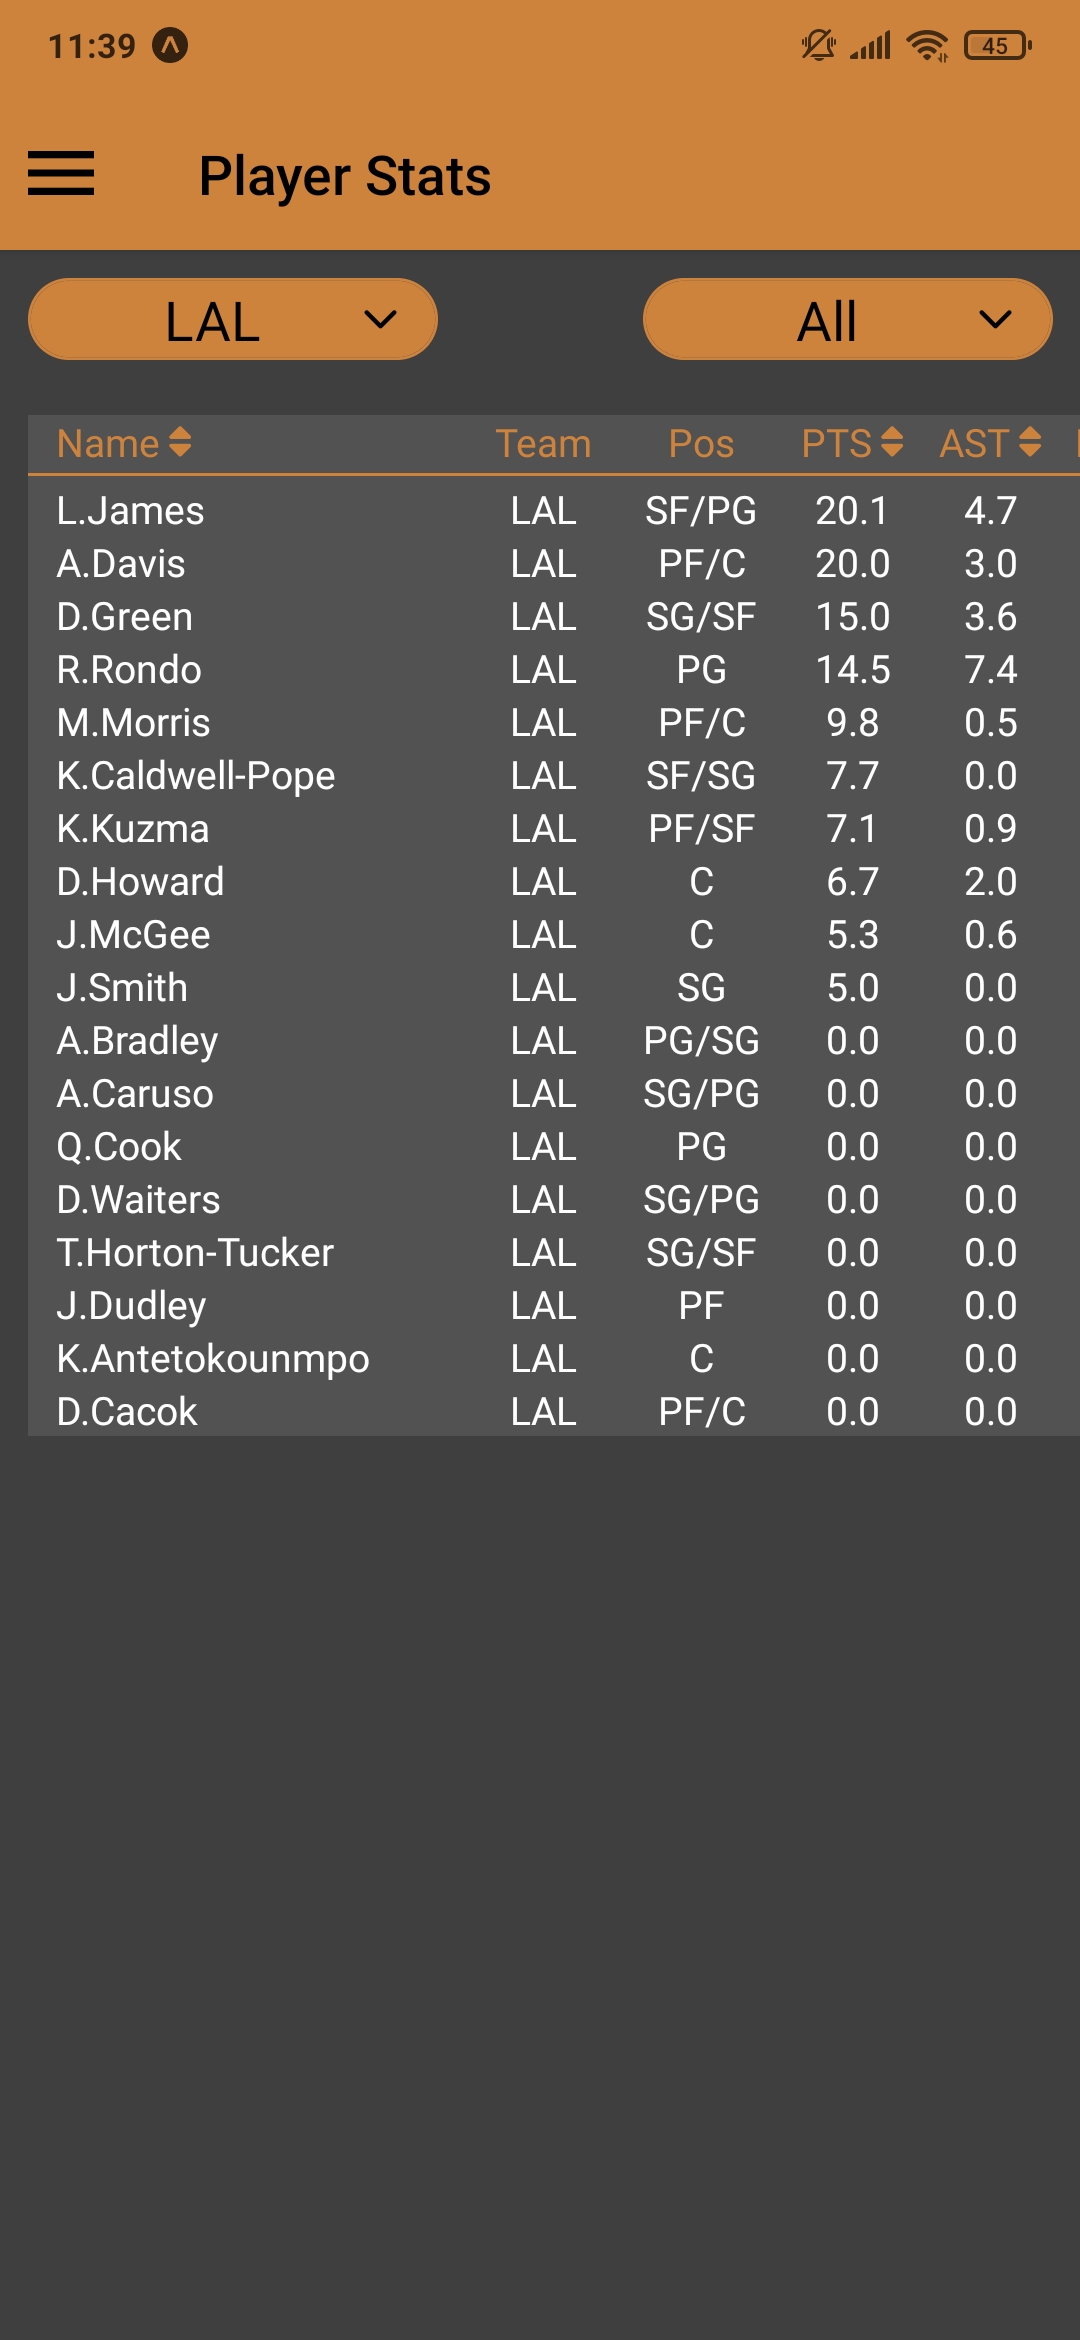 11:39 45
Player Stats
LAL All
Name Team Pos PTS AST
L.James LAL SF/PG 20.1 4.7
A.Davis LAL PF/C 20.0 3.0
D.Green LAL SG/SF 15.0 3.6
R.Rondo LAL PG 14.5 7.4
M.Morris LAL PF/C 9.8 0.5
K.Caldwell-Pope LAL SF/SG 7.7 0.0
K.Kuzma LAL PF/SF 7.1 0.9
D.Howard LAL C 6.7 2.0
J.McGee LAL C 5.3 0.6
J.Smith LAL SG 5.0 0.0
A.Bradley LAL PG/SG 0.0 0.0
A.Caruso LAL SG/PG 0.0 0.0
Q.Cook LAL PG 0.0 0.0
D.Waiters LAL SG/PG 0.0 0.0
T.Horton-Tucker LAL SG/SF 0.0 0.0
J.Dudley LAL PF 0.0 0.0
K.Antetokounmpo LAL C 0.0 0.0
D.Cacok LAL PF/C 0.0 0.0